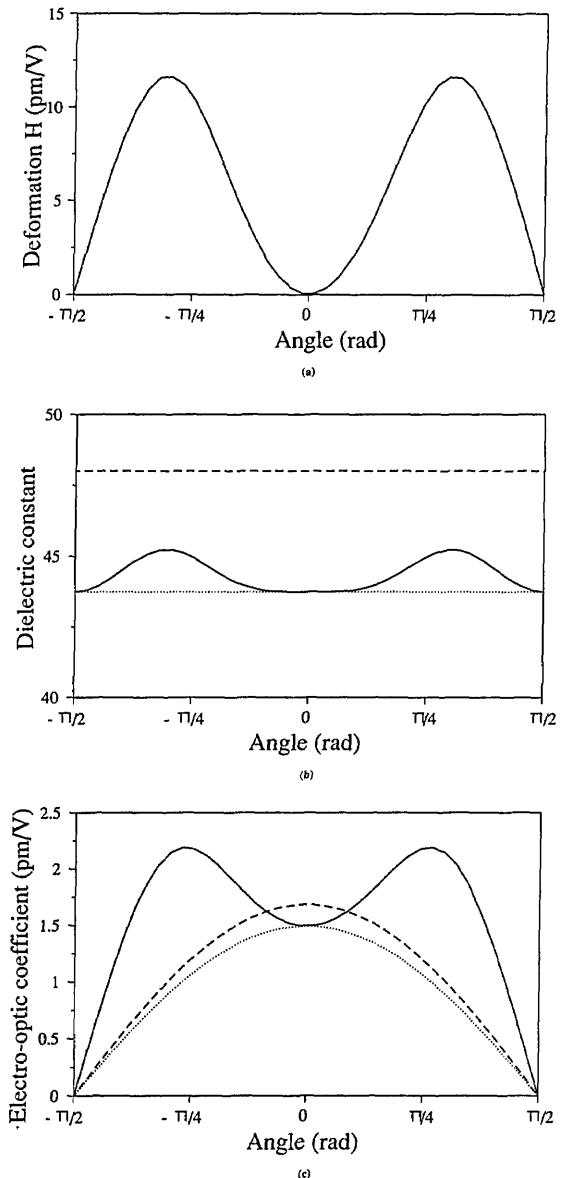 15
10
5
0
Deformation H (pm/V)
- π/2
- π/4
0
π/4
π/2
Angle (rad)
(a)
50
45
40
Dielectric constant
- π/2
- π/4
0
π/4
π/2
Angle (rad)
(b)
2.5
2
1.5
1
0.5
0
Electro-optic coefficient (pm/V)
- π/2
- π/4
0
π/4
π/2
Angle (rad)
(c)